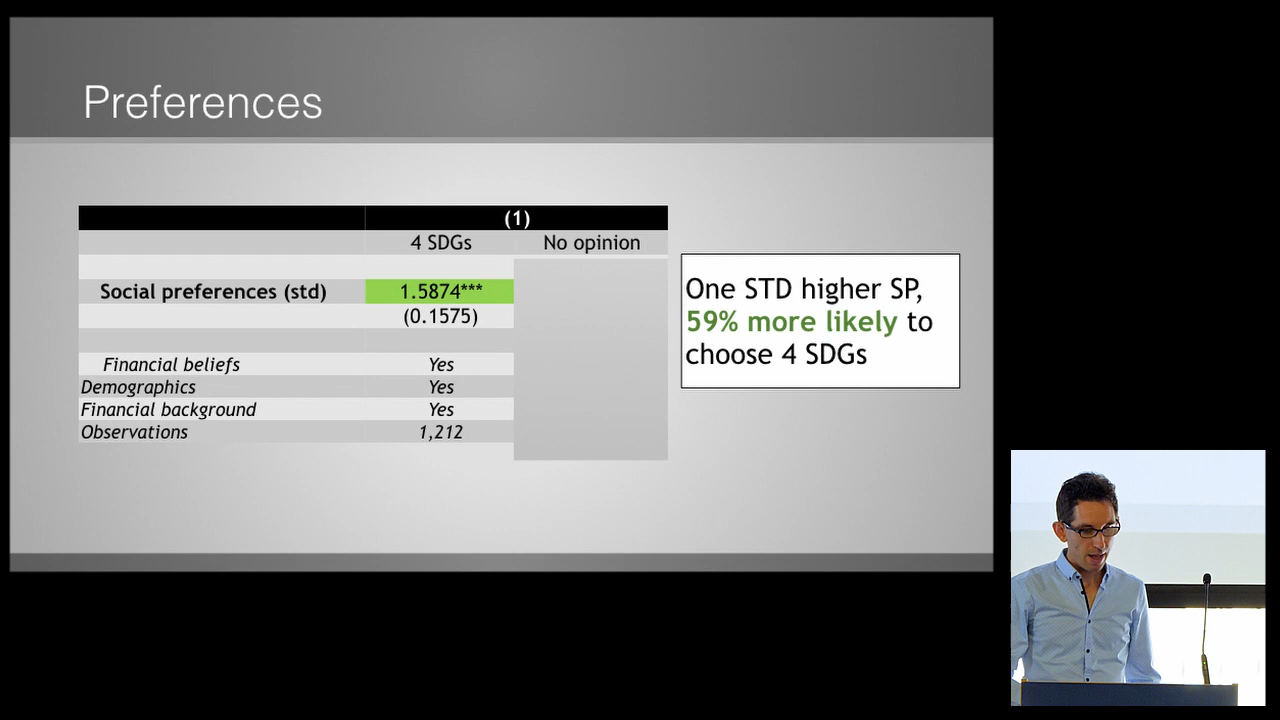 Preferences
(1)
4 SDGs No opinion
Social preferences (std) 1.5874***
(0.1575)
Financial beliefs Yes
Demographics Yes
Financial background Yes
Observations 1,212
One STD higher SP,
59% more likely to
choose 4 SDGs